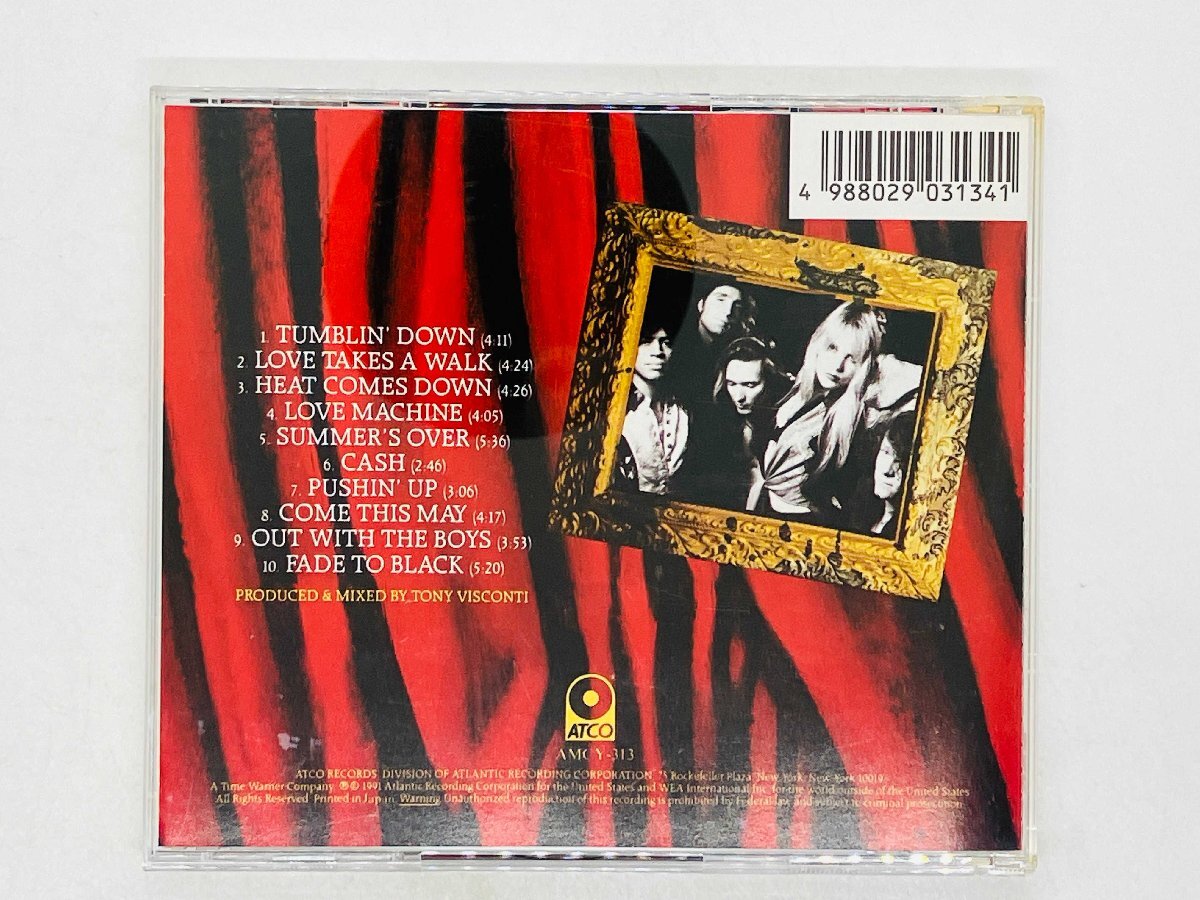 4 988029 031341
1. TUMBLIN' DOWN (4:11)
2. LOVE TAKES A WALK (4:24)
3. HEAT COMES DOWN (4:26)
4. LOVE MACHINE (4:05)
5. SUMMER'S OVER (5:36)
6. CASH (2:46)
7. PUSHIN' UP (3:06)
8. COME THIS MAY (4:17)
9. OUT WITH THE BOYS (3:53)
10. FADE TO BLACK (5:20)
PRODUCED & MIXED BY TONY VISCONTI
ATCO
AMCY-313
ATCO RECORDS DIVISION OF ATLANTIC RECORDING CORPORATION 75 Rockefeller Plaza, New York, New York 10019
A Time Warner Company ℗© 1991 Atlantic Recording Corporation for the United States and WEA International Inc. for the world outside of the United States
All Rights Reserved Printed in Japan. Warning: Unauthorized reproduction of this recording is prohibited by Federal law and subject to criminal prosecution